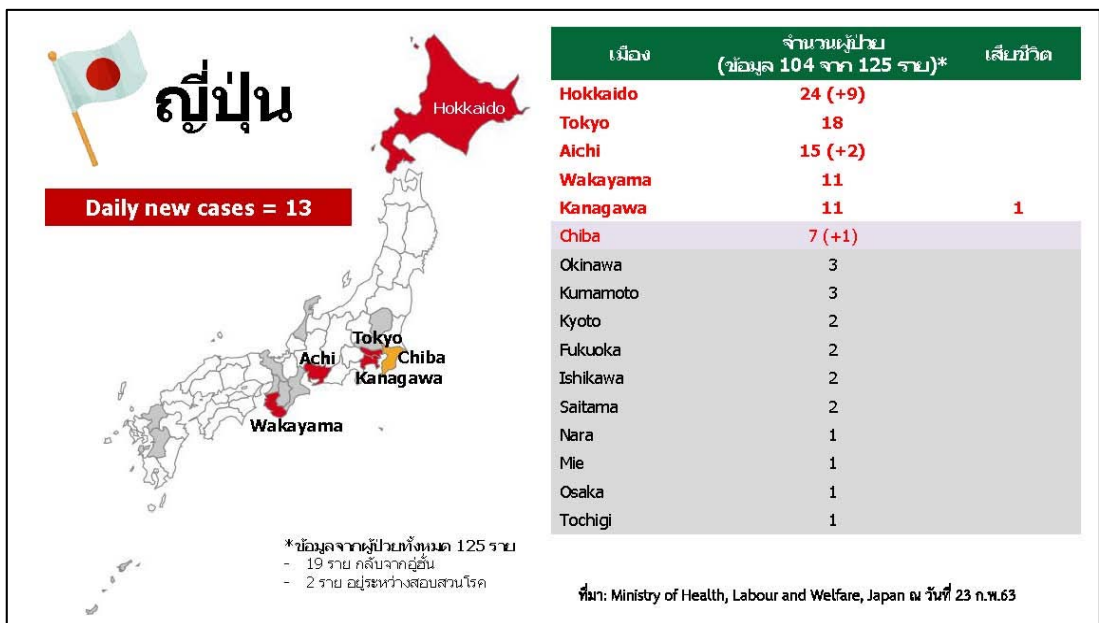 ญี่ปุ่น
Daily new cases = 13
Hokkaido
Tokyo
Achi
Chiba
Kanagawa
Wakayama
*ข้อมูลจากผู้ป่วยทั้งหมด 125 ราย
- 19 ราย กลับจากอู่ฮั่น
- 2 ราย อยู่ระหว่างสอบสวนโรค
เมือง จำนวนผู้ป่วย (ข้อมูล 104 จาก 125 ราย)* เสียชีวิต
Hokkaido 24 (+9)
Tokyo 18
Aichi 15 (+2)
Wakayama 11
Kanagawa 11 1
Chiba 7 (+1)
Okinawa 3
Kumamoto 3
Kyoto 2
Fukuoka 2
Ishikawa 2
Saitama 2
Nara 1
Mie 1
Osaka 1
Tochigi 1
ที่มา: Ministry of Health, Labour and Welfare, Japan ณ วันที่ 23 ก.พ.63